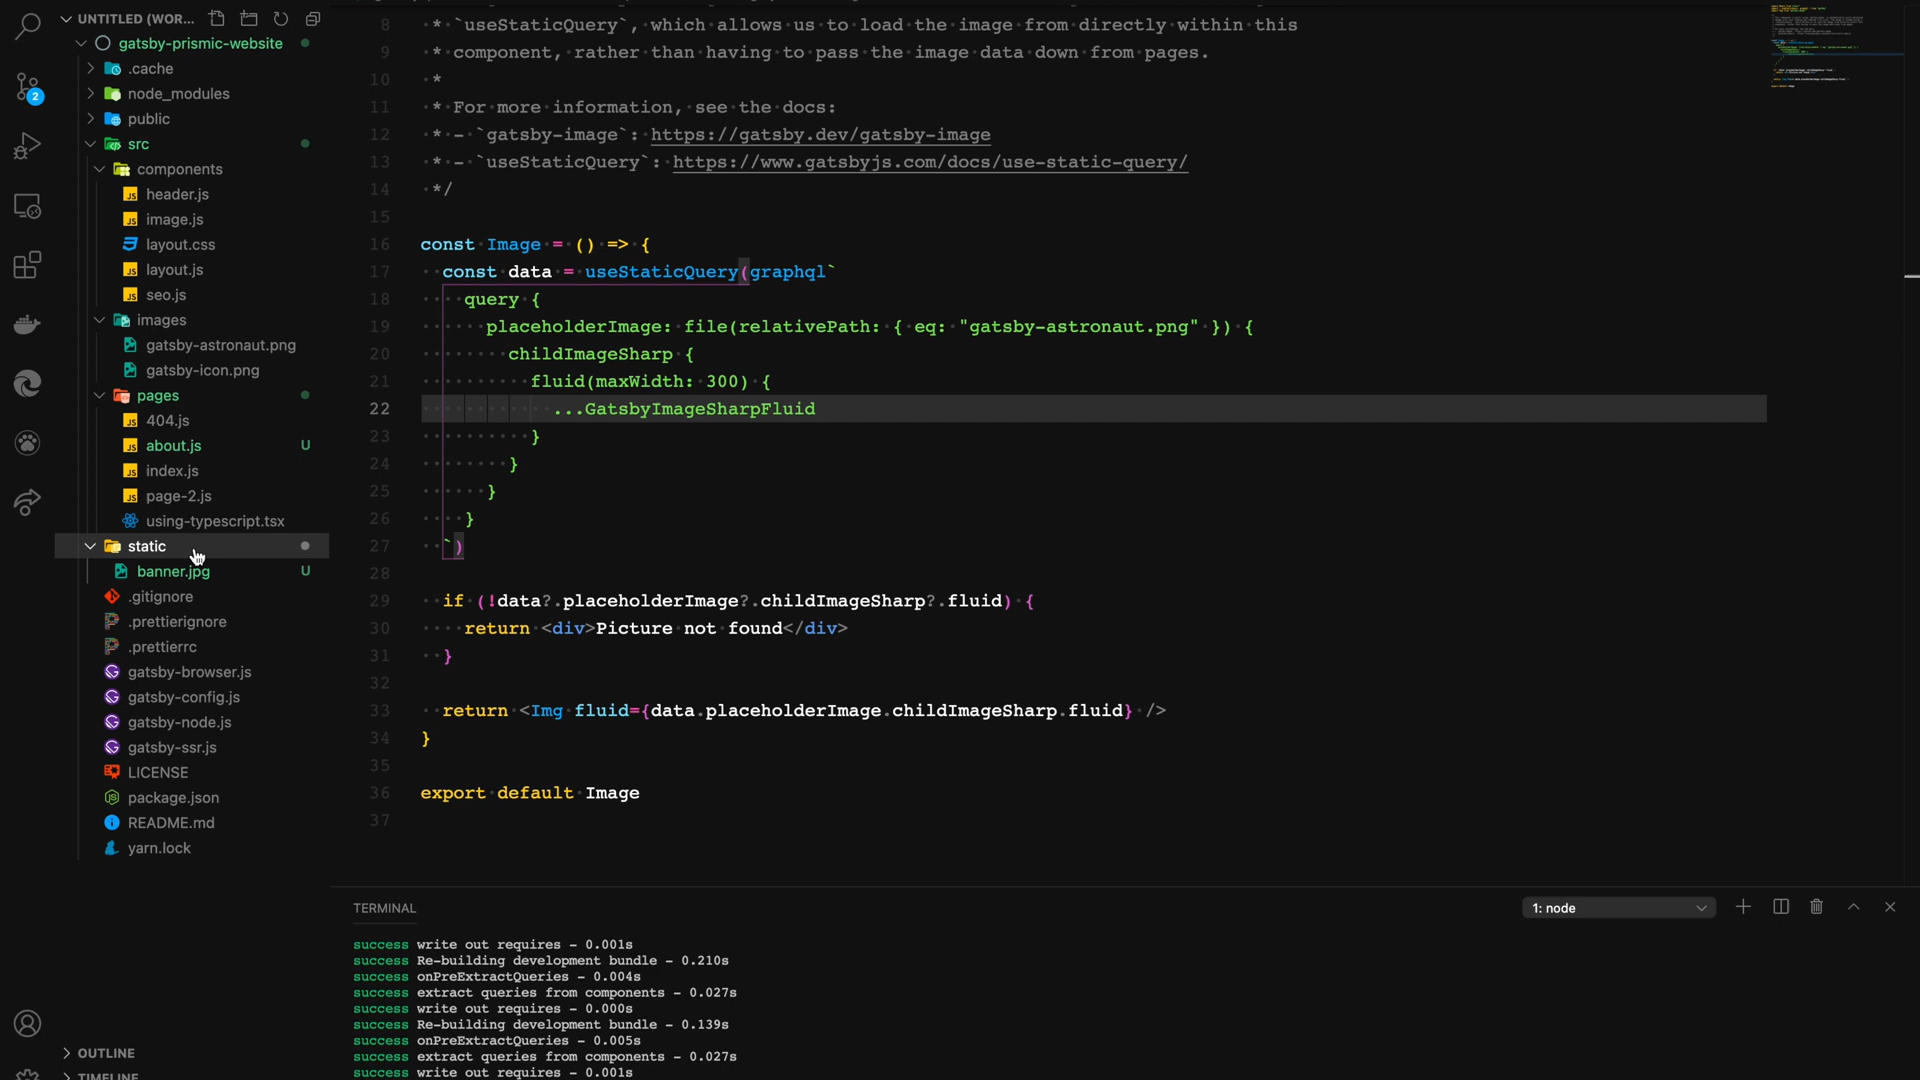 UNTITLED (WOR...
gatsby-prismic-website
.cache
node_modules
public
src
components
header.js
image.js
layout.css
layout.js
seo.js
images
gatsby-astronaut.png
gatsby-icon.png
pages
404.js
about.js U
index.js
page-2.js
using-typescript.tsx
static
banner.jpg U
.gitignore
.prettierignore
.prettierrc
gatsby-browser.js
gatsby-config.js
gatsby-node.js
gatsby-ssr.js
LICENSE
package.json
README.md
yarn.lock
OUTLINE
TIMELINE
2
8 * `useStaticQuery`, which allows us to load the image from directly within this
9 * component, rather than having to pass the image data down from pages.
10 *
11 * For more information, see the docs:
12 * - `gatsby-image`: https://gatsby.dev/gatsby-image
13 * - `useStaticQuery`: https://www.gatsbyjs.com/docs/use-static-query/
14 */
15
16 const Image = () => {
17 const data = useStaticQuery(graphql`
18 query {
19 placeholderImage: file(relativePath: { eq: "gatsby-astronaut.png" }) {
20 childImageSharp {
21 fluid(maxWidth: 300) {
22 ...GatsbyImageSharpFluid
23 }
24 }
25 }
26 }
27 `)
28
29 if (!data?.placeholderImage?.childImageSharp?.fluid) {
30 return <div>Picture not found</div>
31 }
32
33 return <Img fluid={data.placeholderImage.childImageSharp.fluid} />
34 }
35
36 export default Image
37
TERMINAL
1: node
success write out requires - 0.001s
success Re-building development bundle - 0.210s
success onPreExtractQueries - 0.004s
success extract queries from components - 0.027s
success write out requires - 0.000s
success Re-building development bundle - 0.139s
success onPreExtractQueries - 0.005s
success extract queries from components - 0.027s
success write out requires - 0.001s